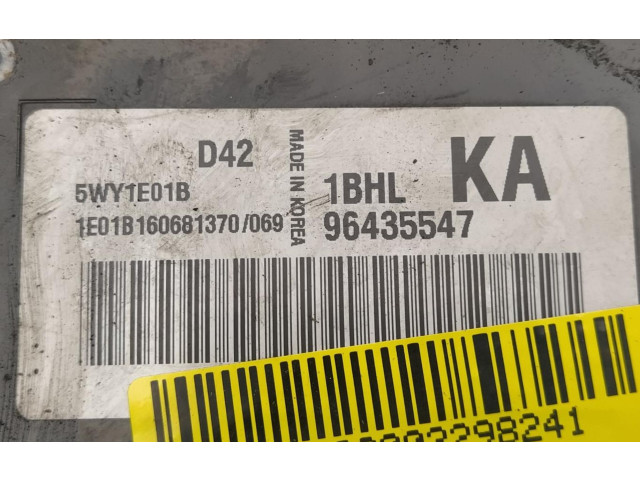 D42
MADE IN KOREA
5WY1E01B
1BHL
KA
1E01B160681370/069
96435547